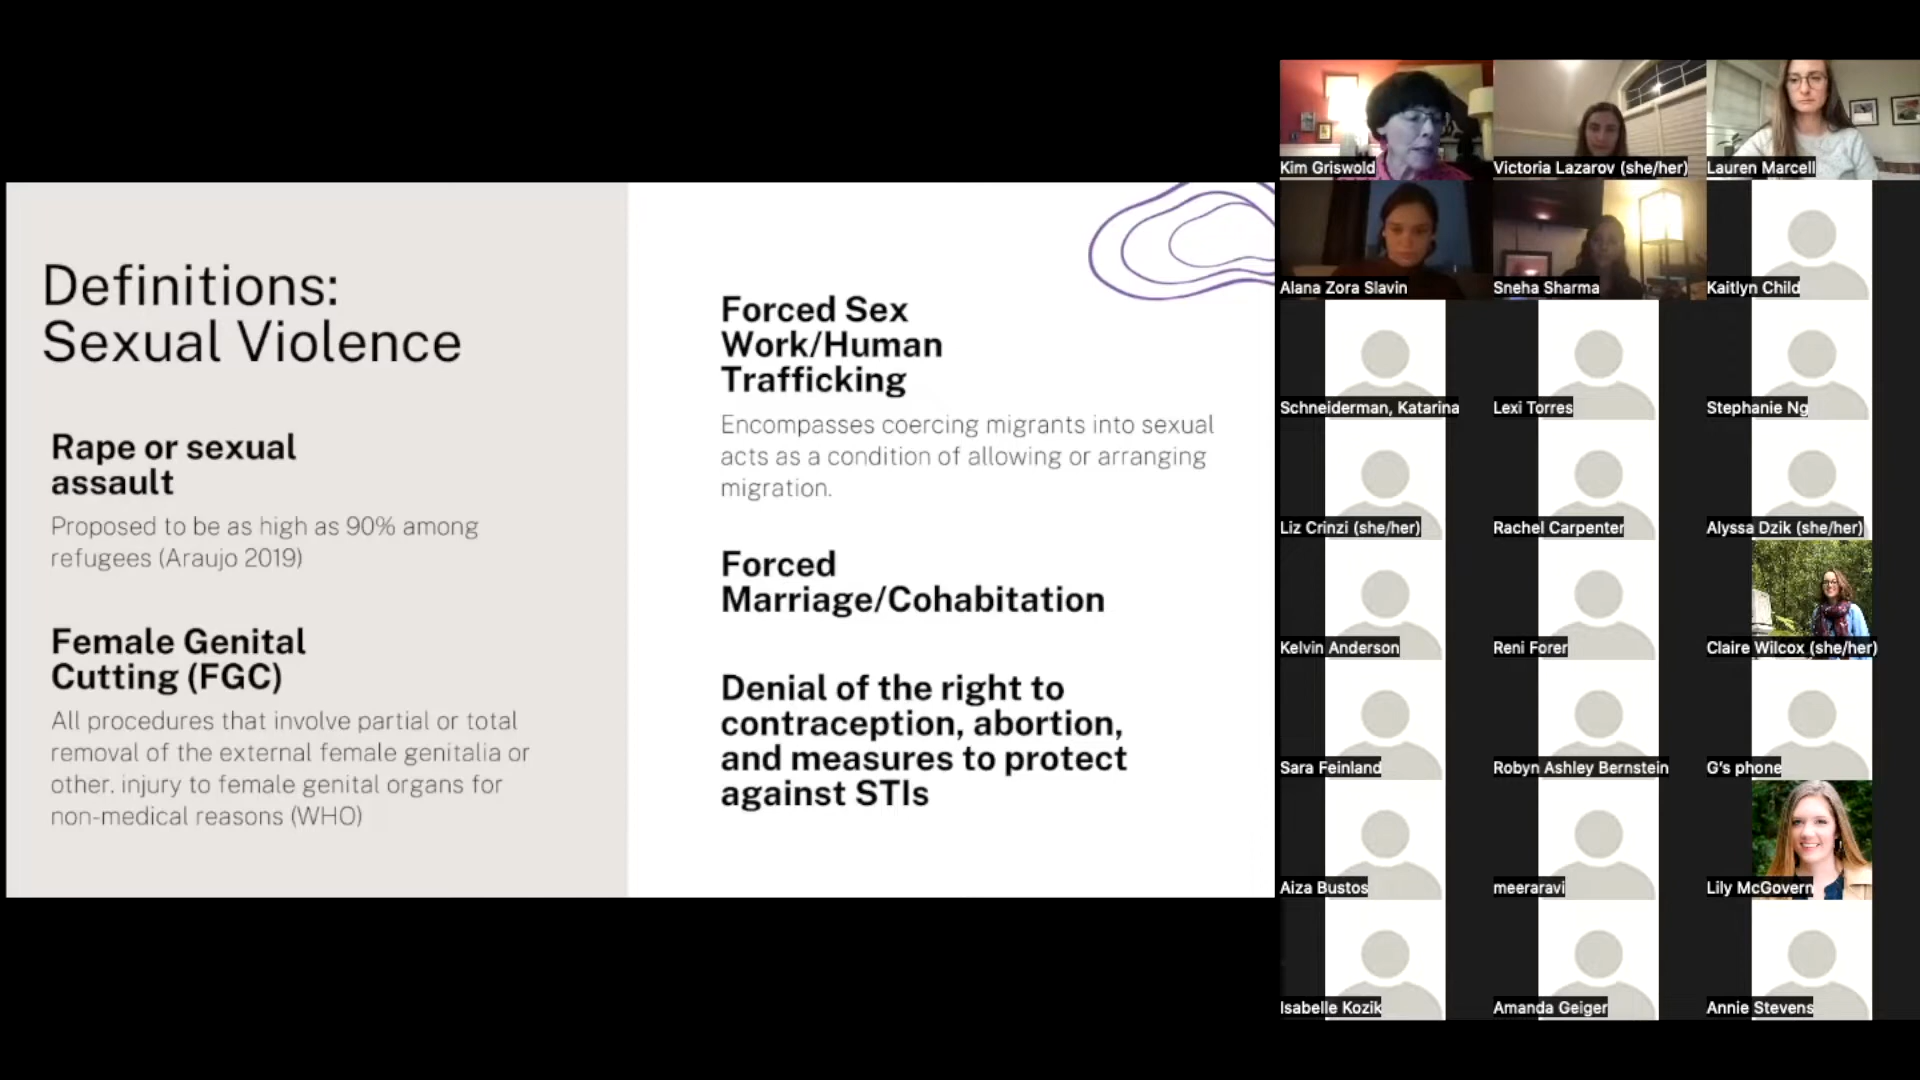 Definitions:
Sexual Violence
Rape or sexual
assault
Proposed to be as high as 90% among
refugees (Araujo 2019)
Female Genital
Cutting (FGC)
All procedures that involve partial or total
removal of the external female genitalia or
other. injury to female genital organs for
non-medical reasons (WHO)
Forced Sex
Work/Human
Trafficking
Encompasses coercing migrants into sexual
acts as a condition of allowing or arranging
migration.
Forced
Marriage/Cohabitation
Denial of the right to
contraception, abortion,
and measures to protect
against STIs
Kim Griswold
Victoria Lazarov (she/her)
Lauren Marcell
Alana Zora Slavin
Sneha Sharma
Kaitlyn Child
Schneiderman, Katarina
Lexi Torres
Stephanie Ng
Liz Crinzi (she/her)
Rachel Carpenter
Alyssa Dzik (she/her)
Kelvin Anderson
Reni Forer
Claire Wilcox (she/her)
Sara Feinland
Robyn Ashley Bernstein
G's phone
Aiza Bustos
meeraravi
Lily McGovern
Isabelle Kozik
Amanda Geiger
Annie Stevens